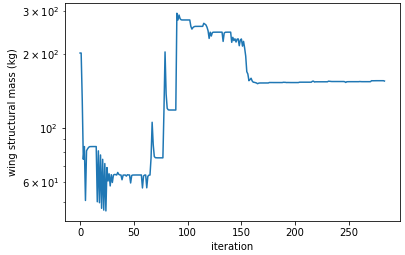 3 × 10²
2 × 10²
10²
6 × 10¹
wing structural mass (kg)
0 50 100 150 200 250
iteration